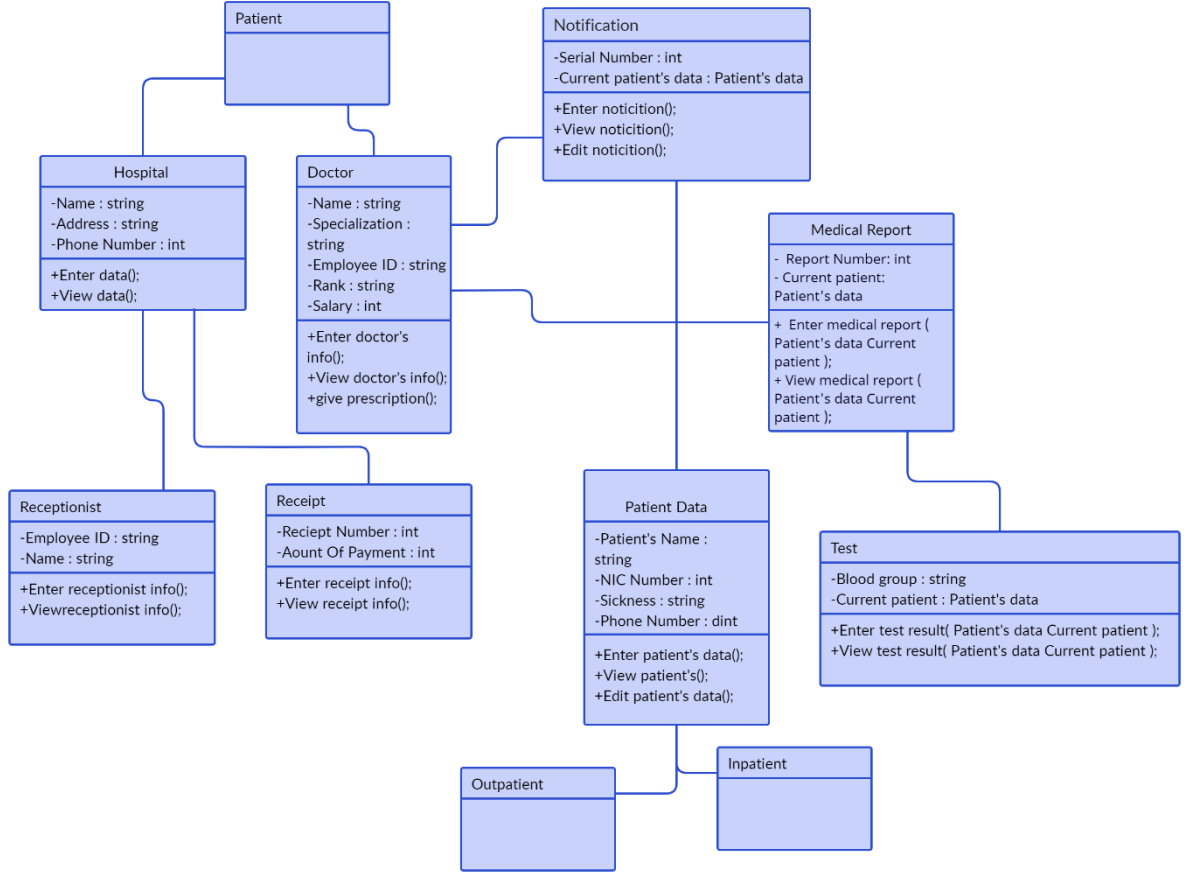 Patient
Notification
-Serial Number : int
-Current patient's data : Patient's data
+Enter noticition();
+View noticition();
+Edit noticition();
Hospital
-Name : string
-Address : string
-Phone Number : int
+Enter data();
+View data();
Doctor
-Name : string
-Specialization :
string
-Employee ID : string
-Rank : string
-Salary : int
+Enter doctor's
info();
+View doctor's info();
+give prescription();
Medical Report
- Report Number: int
- Current patient:
Patient's data
+ Enter medical report (
Patient's data Current
patient );
+ View medical report (
Patient's data Current
patient );
Receptionist
-Employee ID : string
-Name : string
+Enter receptionist info();
+Viewreceptionist info();
Receipt
-Reciept Number : int
-Aount Of Payment : int
+Enter receipt info();
+View receipt info();
Patient Data
-Patient's Name :
string
-NIC Number : int
-Sickness : string
-Phone Number : dint
+Enter patient's data();
+View patient's();
+Edit patient's data();
Test
-Blood group : string
-Current patient : Patient's data
+Enter test result( Patient's data Current patient );
+View test result( Patient's data Current patient );
Outpatient
Inpatient